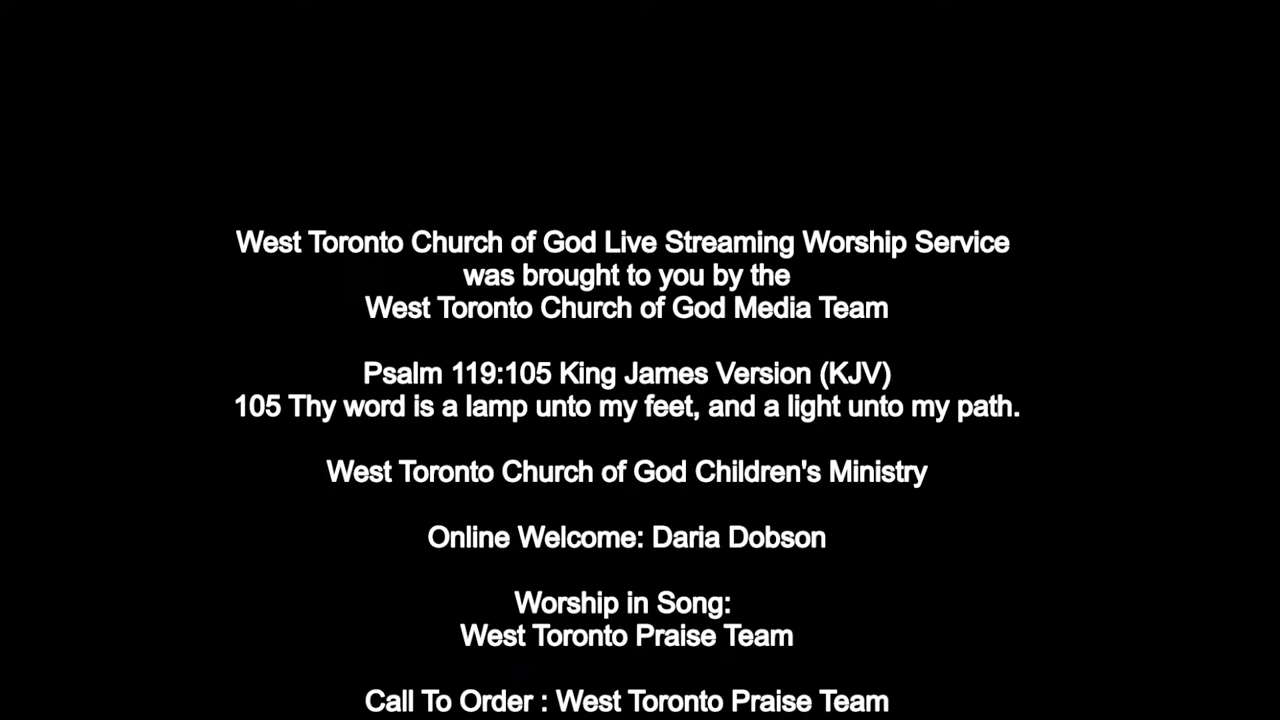 West Toronto Church of God Live Streaming Worship Service
was brought to you by the
West Toronto Church of God Media Team
Psalm 119:105 King James Version (KJV)
105 Thy word is a lamp unto my feet, and a light unto my path.
West Toronto Church of God Children's Ministry
Online Welcome: Daria Dobson
Worship in Song:
West Toronto Praise Team
Call To Order : West Toronto Praise Team